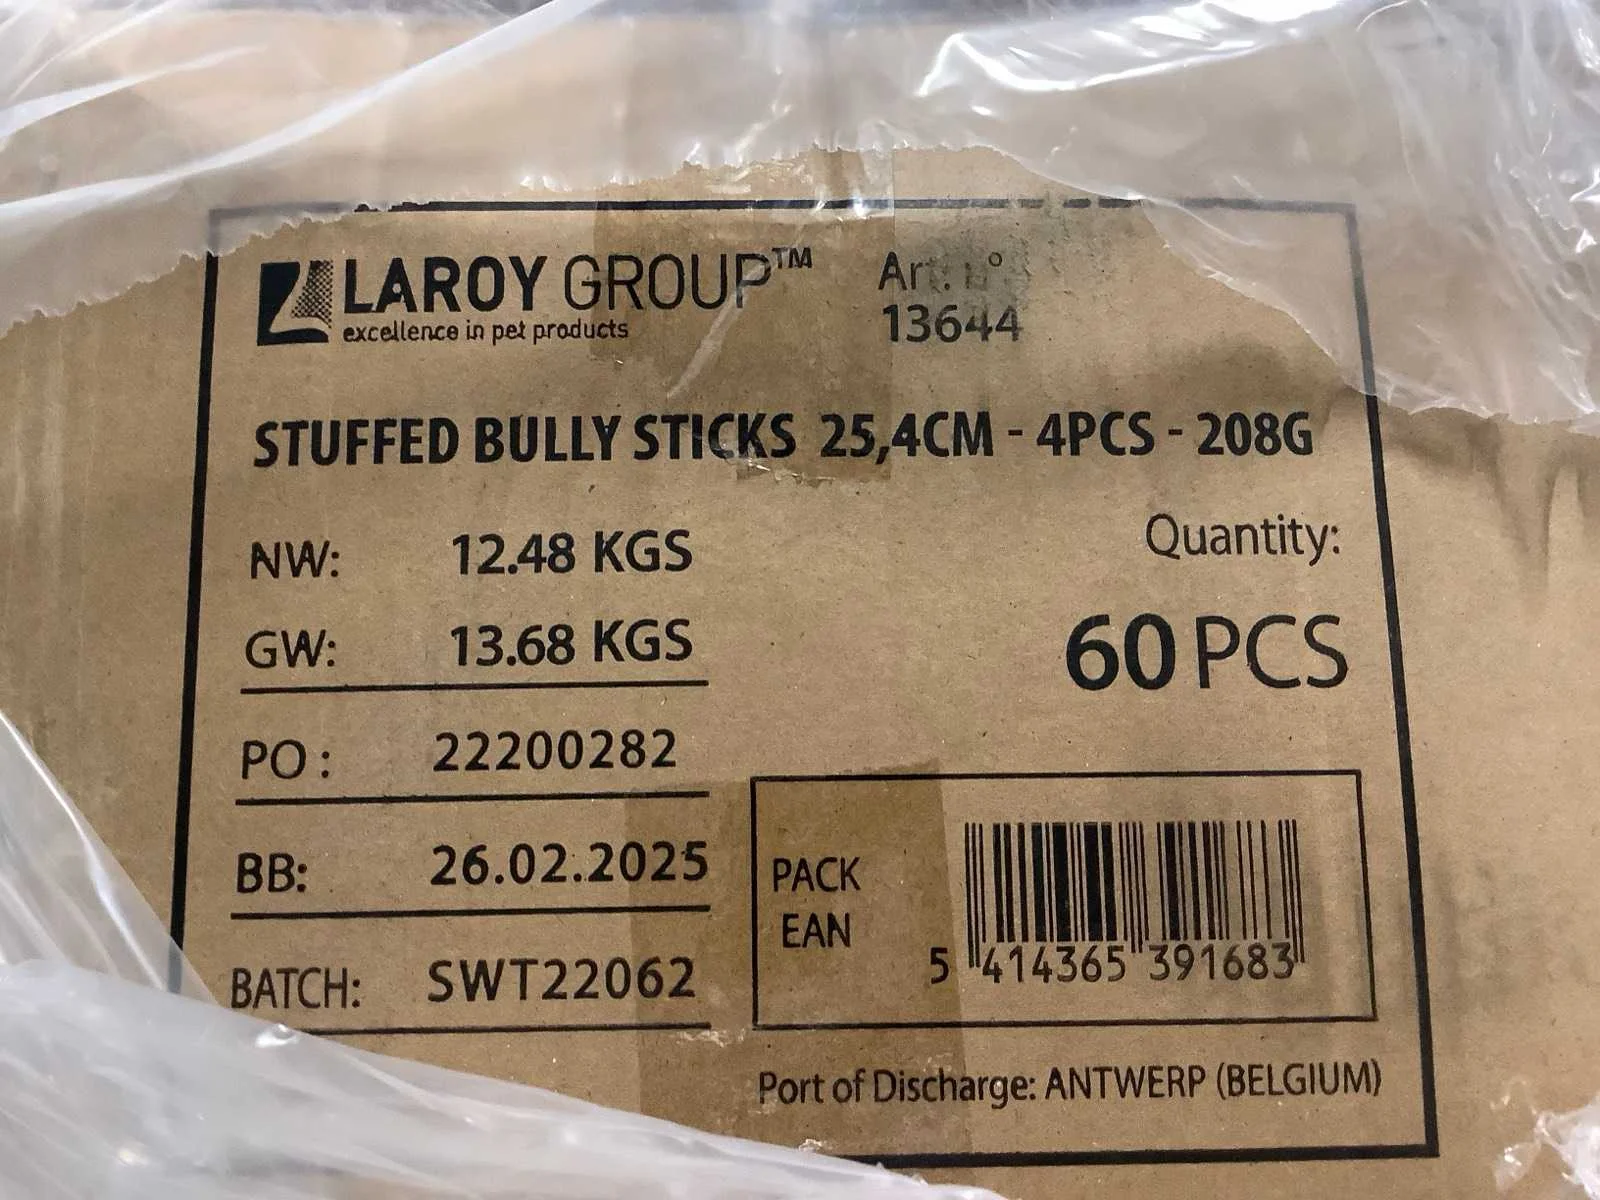 LAROY GROUP™
excellence in pet products
Art. n°
13644
STUFFED BULLY STICKS 25,4CM - 4PCS - 208G
NW: 12.48 KGS
GW: 13.68 KGS
Quantity:
60 PCS
PO : 22200282
BB: 26.02.2025
BATCH: SWT22062
PACK
EAN
5 414365 391683
Port of Discharge: ANTWERP (BELGIUM)